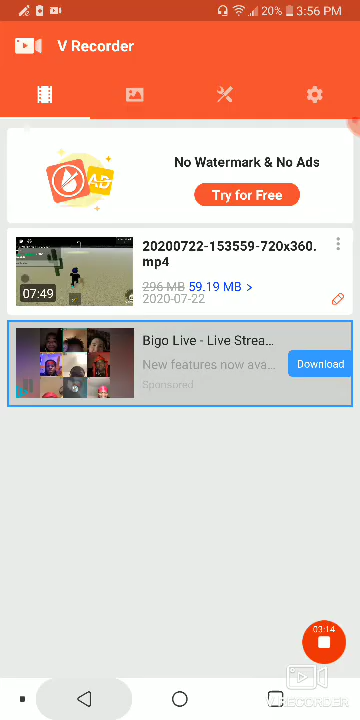 20% 3:56 PM
V Recorder
No Watermark & No Ads
Try for Free
20200722-153559-720x360.
mp4
07:49
296 MB 59.19 MB >
2020-07-22
Bigo Live - Live Strea...
New features now ava...
Download
Sponsored
03:14
V RECORDER